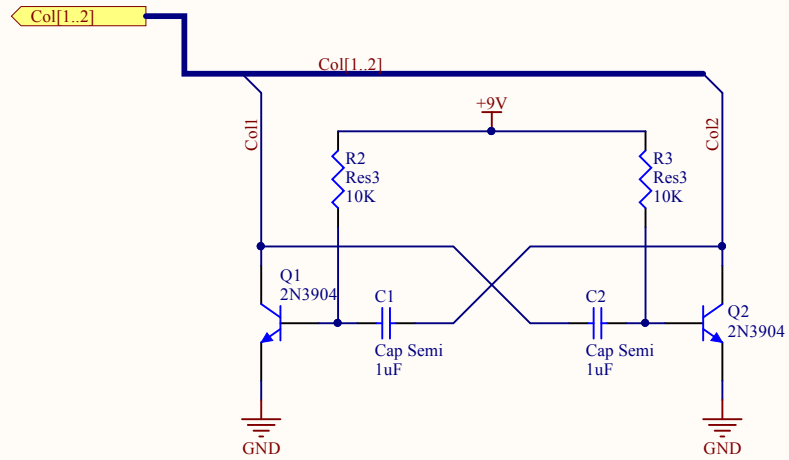 Col[1..2]
Col[1..2]
+9V
Col1
Col2
R2
Res3
10K
R3
Res3
10K
Q1
2N3904
C1
Cap Semi
1uF
C2
Cap Semi
1uF
Q2
2N3904
GND
GND